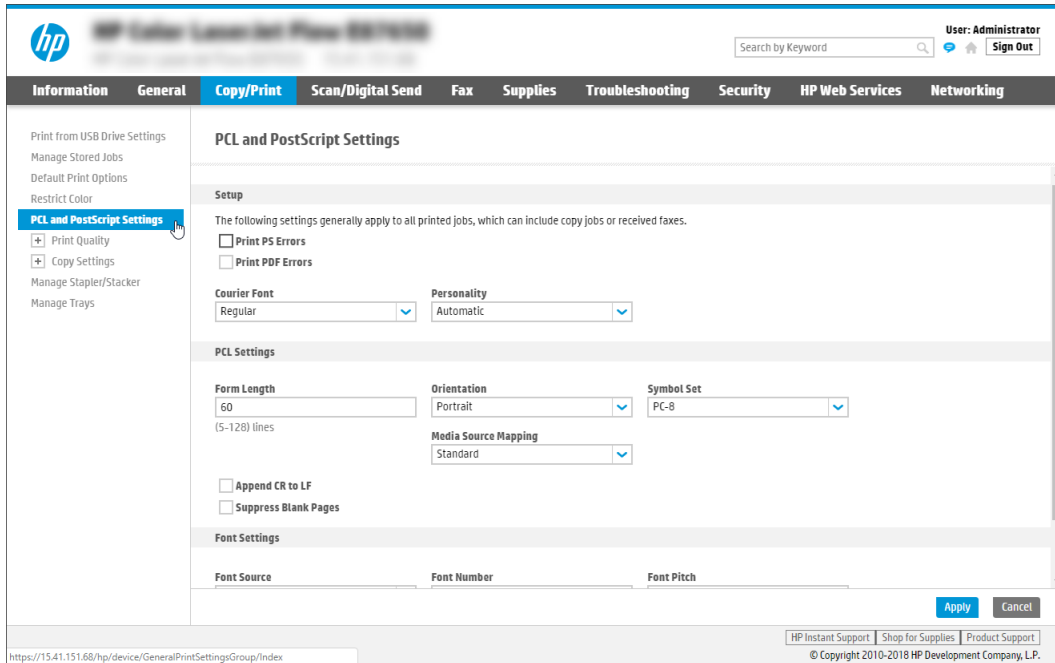 hp
User: Administrator
Search by Keyword
Sign Out
Information General Copy/Print Scan/Digital Send Fax Supplies Troubleshooting Security HP Web Services Networking
Print from USB Drive Settings
Manage Stored Jobs
Default Print Options
Restrict Color
PCL and PostScript Settings
Print Quality
Copy Settings
Manage Stapler/Stacker
Manage Trays
PCL and PostScript Settings
Setup
The following settings generally apply to all printed jobs, which can include copy jobs or received faxes.
Print PS Errors
Print PDF Errors
Courier Font Personality
Regular Automatic
PCL Settings
Form Length Orientation Symbol Set
60 Portrait PC-8
(5-128) lines
Media Source Mapping
Standard
Append CR to LF
Suppress Blank Pages
Font Settings
Font Source Font Number Font Pitch
Apply Cancel
HP Instant Support Shop for Supplies Product Support
https://15.41.151.68/hp/device/GeneralPrintSettingsGroup/Index
© Copyright 2010-2018 HP Development Company, L.P.